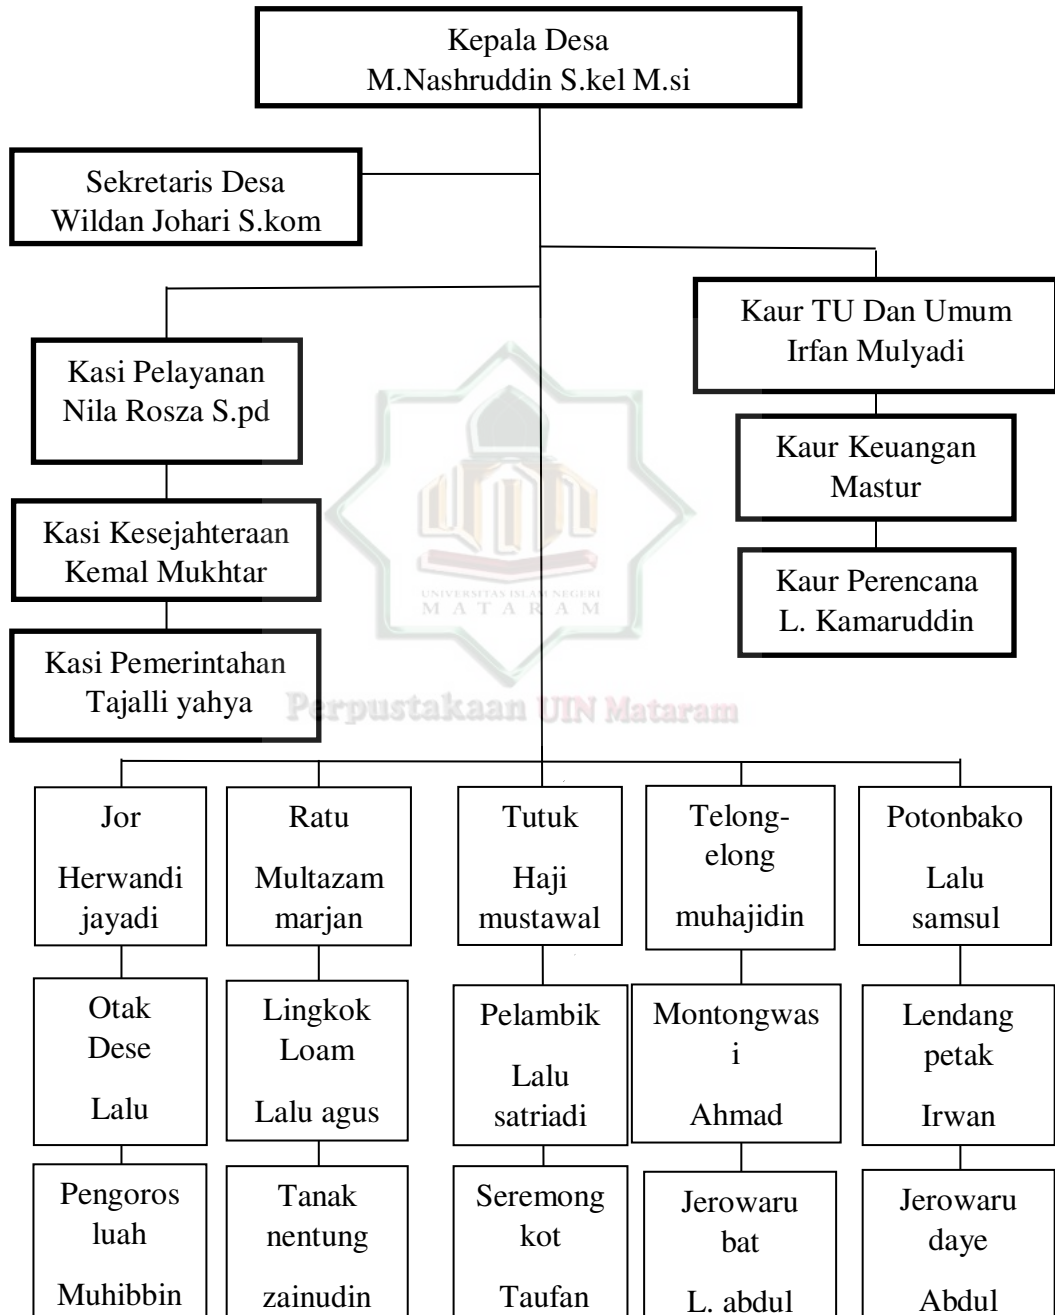 Kepala Desa
M.Nashruddin S.kel M.si
Sekretaris Desa
Wildan Johari S.kom
Kaur TU Dan Umum
Irfan Mulyadi
Kasi Pelayanan
Nila Rosza S.pd
Kaur Keuangan
Mastur
Kasi Kesejahteraan
Kemal Mukhtar
Kaur Perencana
L. Kamaruddin
Kasi Pemerintahan
Tajalli yahya
UNIVERSITAS ISLAM NEGERI
MATARAM
Perpustakaan UIN Mataram
Jor
Herwandi
jayadi
Ratu
Multazam
marjan
Tutuk
Haji
mustawal
Telong-
elong
muhajidin
Potonbako
Lalu
samsul
Otak
Dese
Lalu
Lingkok
Loam
Lalu agus
Pelambik
Lalu
satriadi
Montongwas
i
Ahmad
Lendang
petak
Irwan
Pengoros
luah
Muhibbin
Tanak
nentung
zainudin
Seremong
kot
Taufan
Jerowaru
bat
L. abdul
Jerowaru
daye
Abdul